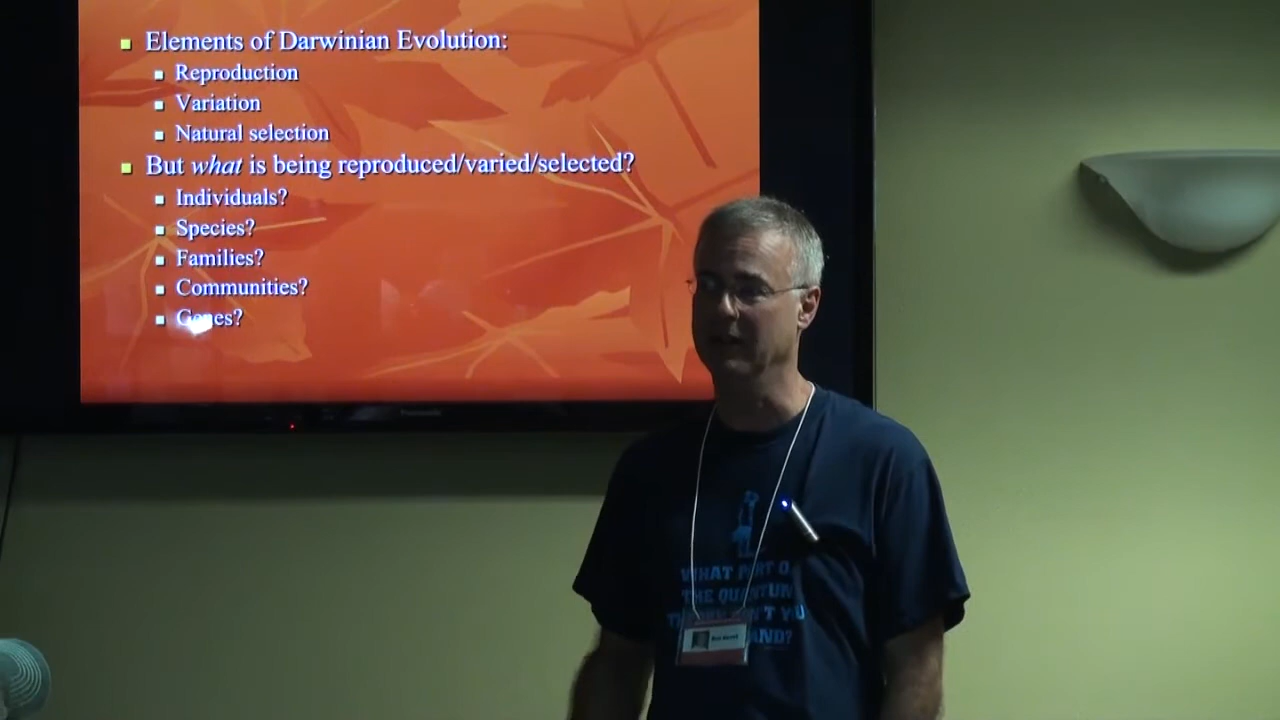 Elements of Darwinian Evolution:
Reproduction
Variation
Natural selection
But what is being reproduced/varied/selected?
Individuals?
Species?
Families?
Communities?
Genes?
WHAT PART O
THE QUANTUM
N'T YOU
AND?